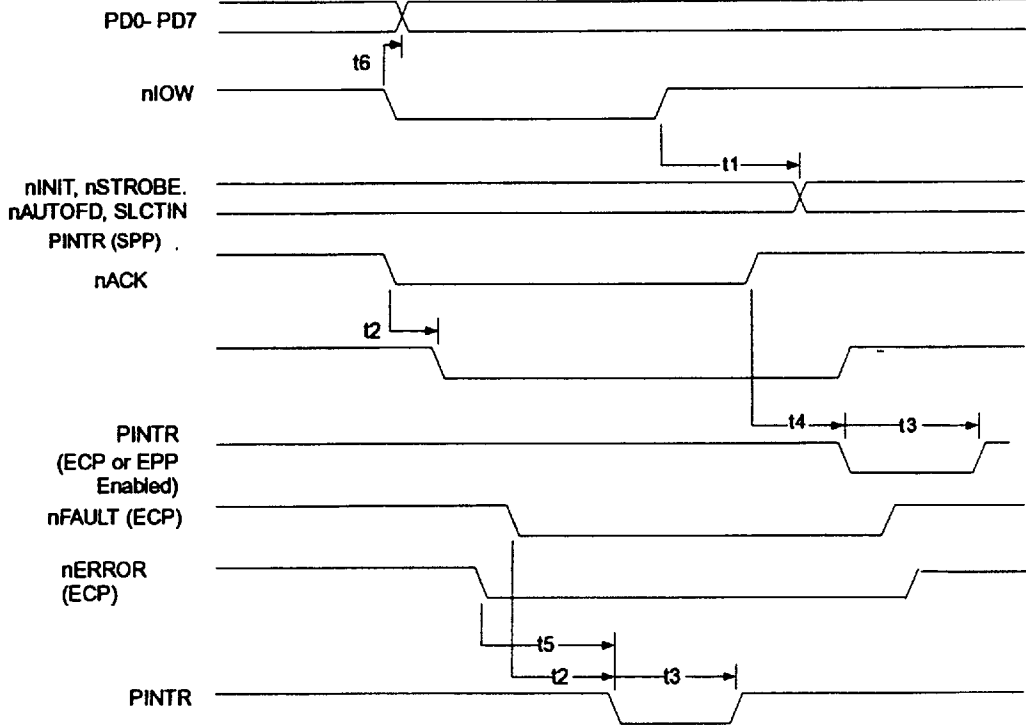 PD0- PD7
t6
nIOW
t1
nINIT, nSTROBE.
nAUTOFD, SLCTIN
PINTR (SPP) .
nACK
t2
t4
t3
PINTR
(ECP or EPP
Enabled)
nFAULT (ECP)
nERROR
(ECP)
t5
t2
t3
PINTR